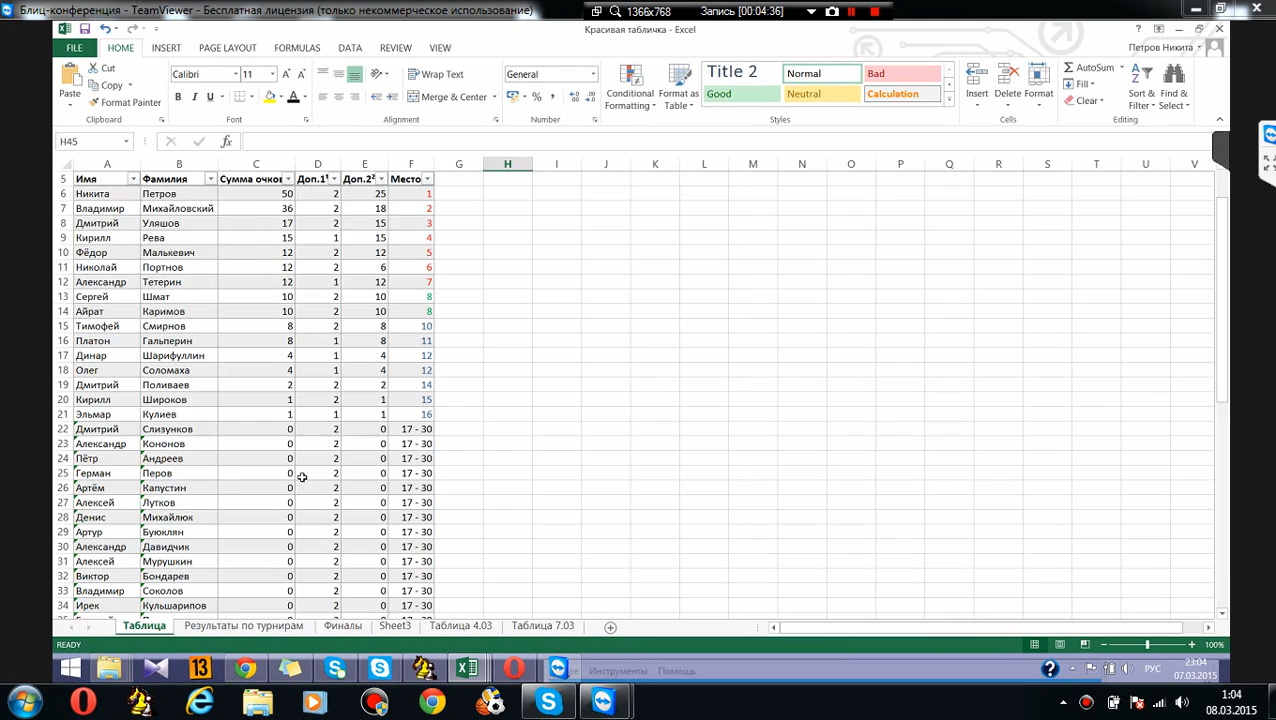 Блиц-конференция - TeamViewer - Бесплатная лицензия (только некоммерческое использование)
1366x768 Запись [00:04:36]
Красивая табличка - Excel
FILE HOME INSERT PAGE LAYOUT FORMULAS DATA REVIEW VIEW Петров Никита
Paste Cut Calibri 11 Wrap Text General Conditional Formatting Format as Table Title 2 Normal Bad Insert Delete Format AutoSum Sort & Filter Find & Select
Copy Good Neutral Calculation Fill
Format Painter B I U A Merge & Center % Clear
Clipboard Font Alignment Number Styles Cells Editing
H45 fx
A B C D E F G H I J K L M N O P Q R S T U V
5 Имя Фамилия Сумма очков Доп.1¹ Доп.2² Место
6 Никита Петров 50 2 25 1
7 Владимир Михайловский 36 2 18 2
8 Дмитрий Уляшов 17 2 15 3
9 Кирилл Рева 15 1 15 4
10 Фёдор Малькевич 12 2 12 5
11 Николай Портнов 12 2 6 6
12 Александр Тетерин 12 1 12 7
13 Сергей Шмат 10 2 10 8
14 Айрат Каримов 10 2 10 8
15 Тимофей Смирнов 8 2 8 10
16 Платон Гальперин 8 1 8 11
17 Динар Шарифуллин 4 1 4 12
18 Олег Соломаха 4 1 4 12
19 Дмитрий Поливаев 2 2 2 14
20 Кирилл Широков 1 2 1 15
21 Эльмар Кулиев 1 1 1 16
22 Дмитрий Слизунков 0 2 0 17 - 30
23 Александр Кононов 0 2 0 17 - 30
24 Пётр Андреев 0 2 0 17 - 30
25 Герман Перов 0 2 0 17 - 30
26 Артём Капустин 0 2 0 17 - 30
27 Алексей Лутков 0 2 0 17 - 30
28 Денис Михайлюк 0 2 0 17 - 30
29 Артур Буюклян 0 2 0 17 - 30
30 Александр Давидчик 0 2 0 17 - 30
31 Алексей Мурушкин 0 2 0 17 - 30
32 Виктор Бондарев 0 2 0 17 - 30
33 Владимир Соколов 0 2 0 17 - 30
34 Ирек Кульшарипов 0 2 0 17 - 30
Таблица Результаты по турнирам Финалы Sheet3 Таблица 4.03 Таблица 7.03
READY 100%
13 Инструменты Помощь РУС 23:04
07.03.2015
1:04
08.03.2015